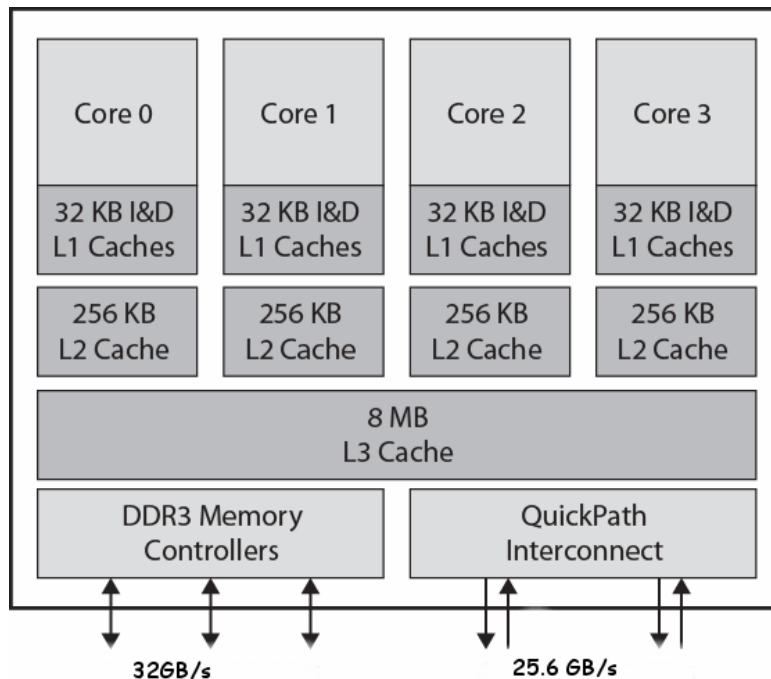 Core 0
Core 1
Core 2
Core 3
32 KB I&D
L1 Caches
32 KB I&D
L1 Caches
32 KB I&D
L1 Caches
32 KB I&D
L1 Caches
256 KB
L2 Cache
256 KB
L2 Cache
256 KB
L2 Cache
256 KB
L2 Cache
8 MB
L3 Cache
DDR3 Memory
Controllers
QuickPath
Interconnect
32GB/s
25.6 GB/s